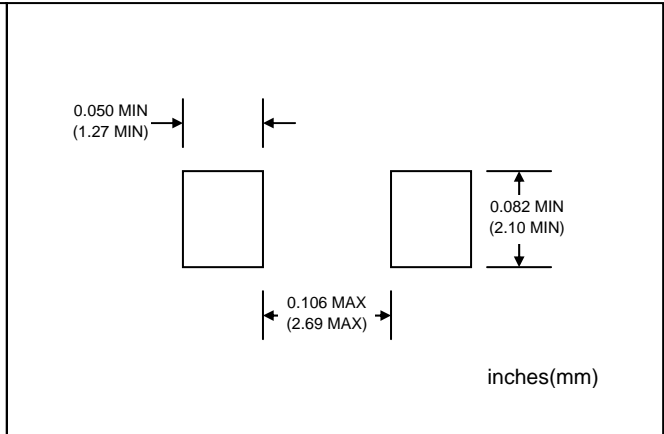 0.050 MIN
(1.27 MIN)
0.082 MIN
(2.10 MIN)
0.106 MAX
(2.69 MAX)
inches(mm)